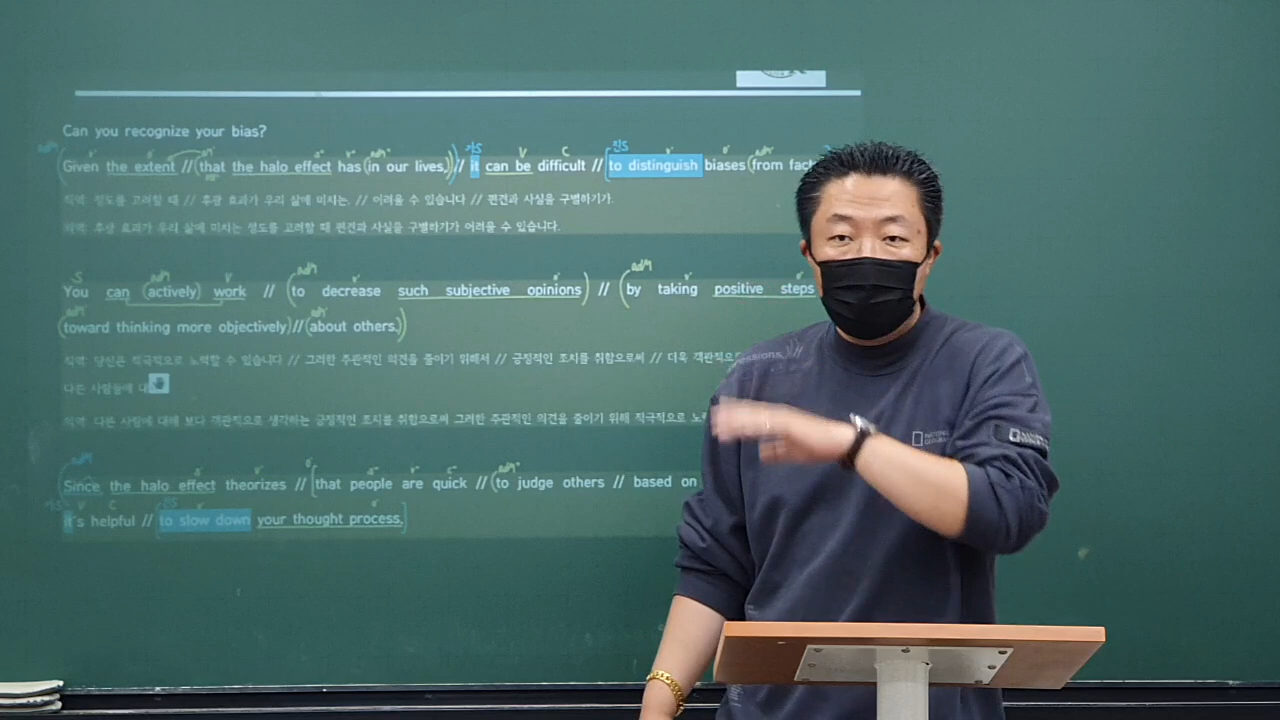 Can you recognize your bias?
Given the extent // (that the halo effect has (in our lives,)) // it can be difficult // [to distinguish biases (from fact
직역: 정도를 고려할 때 // 후광 효과가 우리 삶에 미치는, // 어려울 수 있습니다 // 편견과 사실을 구별하기가.
의역: 후광 효과가 우리 삶에 미치는 정도를 고려할 때 편견과 사실을 구별하기가 어려울 수 있습니다.
You can (actively) work // (to decrease such subjective opinions) // (by taking positive steps
(toward thinking more objectively) // (about others.))
직역: 당신은 적극적으로 노력할 수 있습니다 // 그러한 주관적인 의견을 줄이기 위해서 // 긍정적인 조치를 취함으로써 // 더욱 객관적으
essions,) //
다른 사람들에 대
의역: 다른 사람에 대해 보다 객관적으로 생각하는 긍정적인 조치를 취함으로써 그러한 주관적인 의견을 줄이기 위해 적극적으로 노
Since the halo effect theorizes // [that people are quick // (to judge others // based on
it's helpful // [to slow down your thought process.]